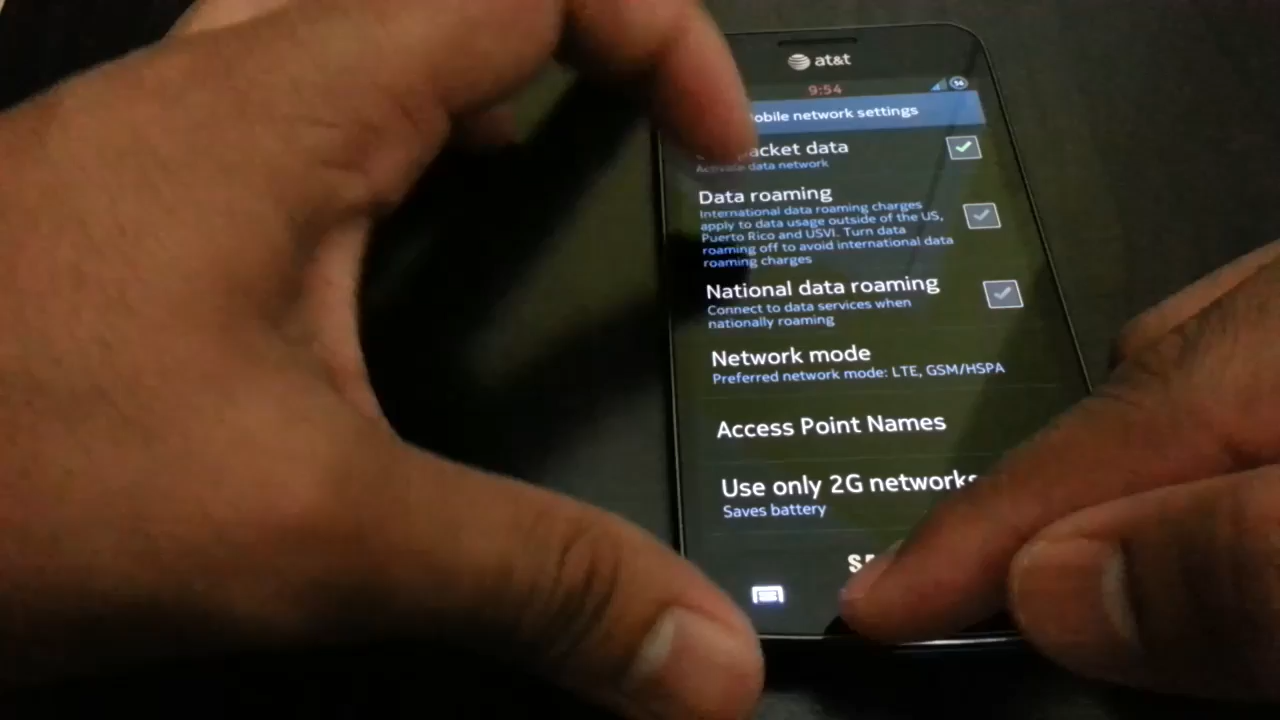 at&t
9:54
obile network settings
acket data
data network
Data roaming
International data roaming charges
apply to data usage outside of the US,
Puerto Rico and USVI. Turn data
roaming off to avoid international data
roaming charges
National data roaming
Connect to data services when
nationally roaming
Network mode
Preferred network mode: LTE, GSM/HSPA
Access Point Names
Use only 2G networks
Saves battery